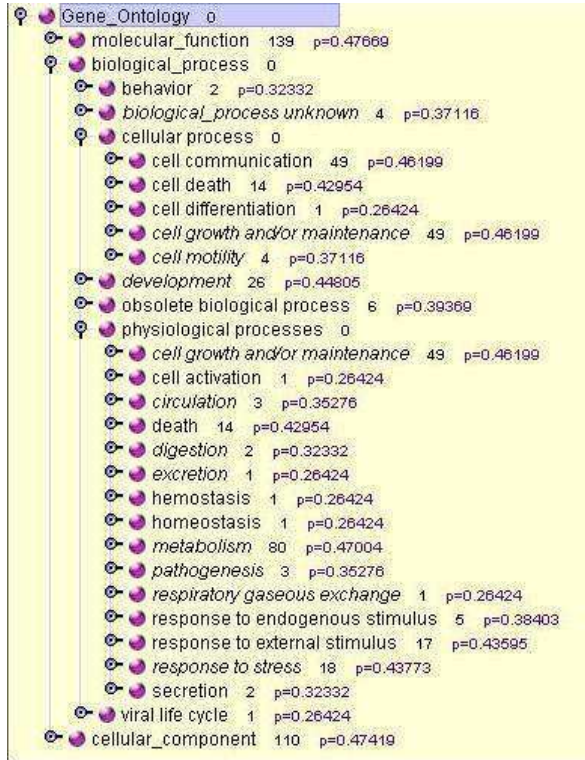 Gene_Ontology 0
molecular_function 139 p=0.47669
biological_process 0
behavior 2 p=0.32332
biological_process unknown 4 p=0.37116
cellular process 0
cell communication 49 p=0.46199
cell death 14 p=0.42954
cell differentiation 1 p=0.26424
cell growth and/or maintenance 49 p=0.46199
cell motility 4 p=0.37116
development 26 p=0.44805
obsolete biological process 6 p=0.39369
physiological processes 0
cell growth and/or maintenance 49 p=0.46199
cell activation 1 p=0.26424
circulation 3 p=0.35276
death 14 p=0.42954
digestion 2 p=0.32332
excretion 1 p=0.26424
hemostasis 1 p=0.26424
homeostasis 1 p=0.26424
metabolism 80 p=0.47004
pathogenesis 3 p=0.35276
respiratory gaseous exchange 1 p=0.26424
response to endogenous stimulus 5 p=0.38403
response to external stimulus 17 p=0.43595
response to stress 18 p=0.43773
secretion 2 p=0.32332
viral life cycle 1 p=0.26424
cellular_component 110 p=0.47419